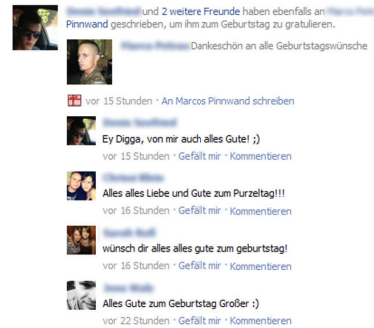 und 2 weitere Freunde haben ebenfalls an
Pinnwand geschrieben, um ihm zum Geburtstag zu gratulieren.
Dankeschön an alle Geburtstagswünsche
vor 15 Stunden · An Marcos Pinnwand schreiben
Ey Digga, von mir auch alles Gute! ;)
vor 15 Stunden · Gefällt mir · Kommentieren
Alles alles Liebe und Gute zum Purzeltag!!!
vor 16 Stunden · Gefällt mir · Kommentieren
wünsch dir alles alles gute zum geburtstag!
vor 16 Stunden · Gefällt mir · Kommentieren
Alles Gute zum Geburtstag Großer :)
vor 22 Stunden · Gefällt mir · Kommentieren